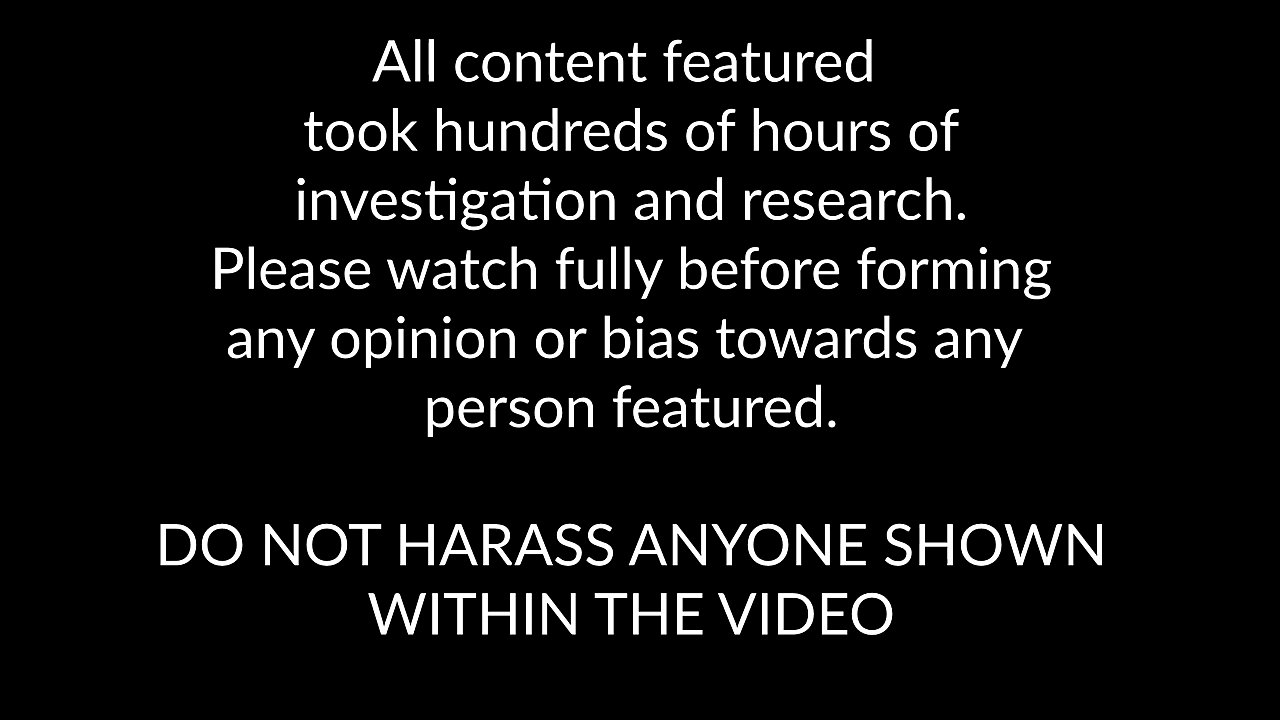 All content featured
took hundreds of hours of
investigation and research.
Please watch fully before forming
any opinion or bias towards any
person featured.
DO NOT HARASS ANYONE SHOWN
WITHIN THE VIDEO